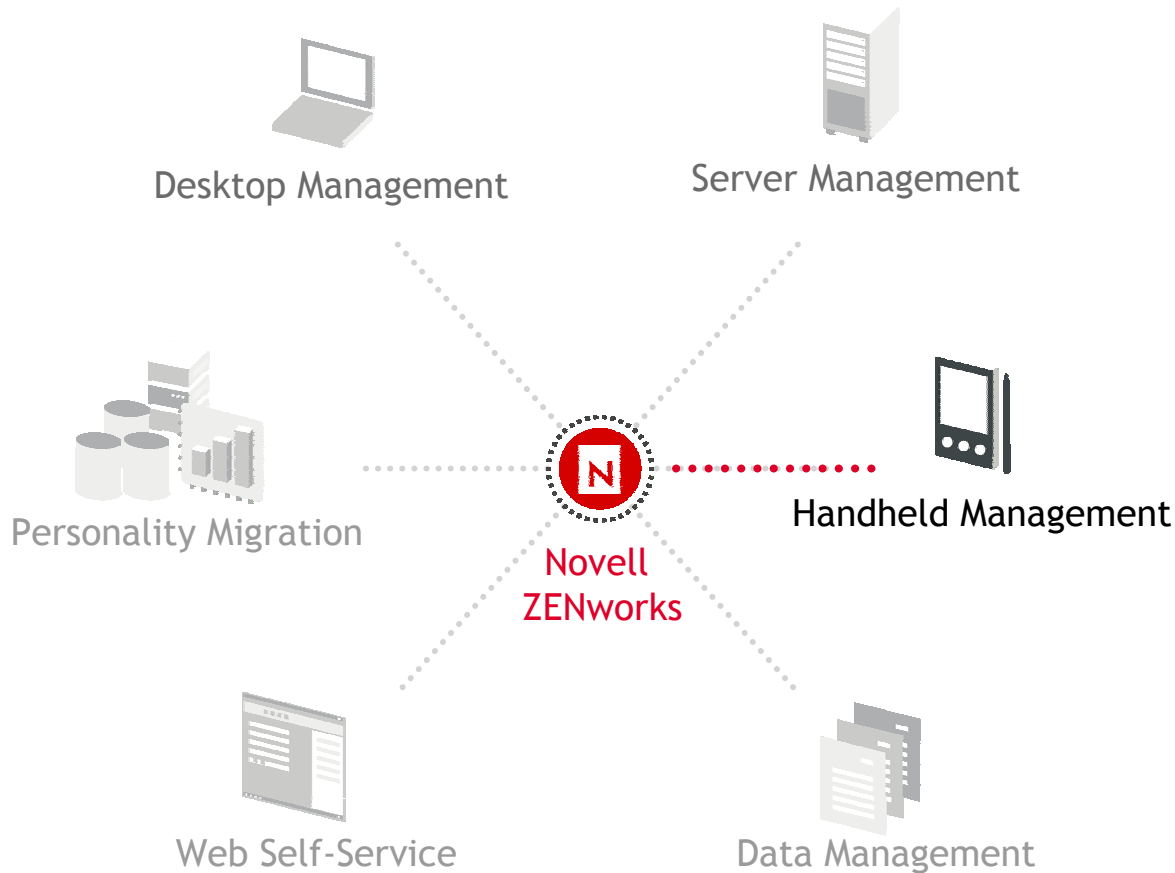 Desktop Management
Server Management
Personality Migration
N
Handheld Management
Novell
ZENworks
Web Self-Service
Data Management